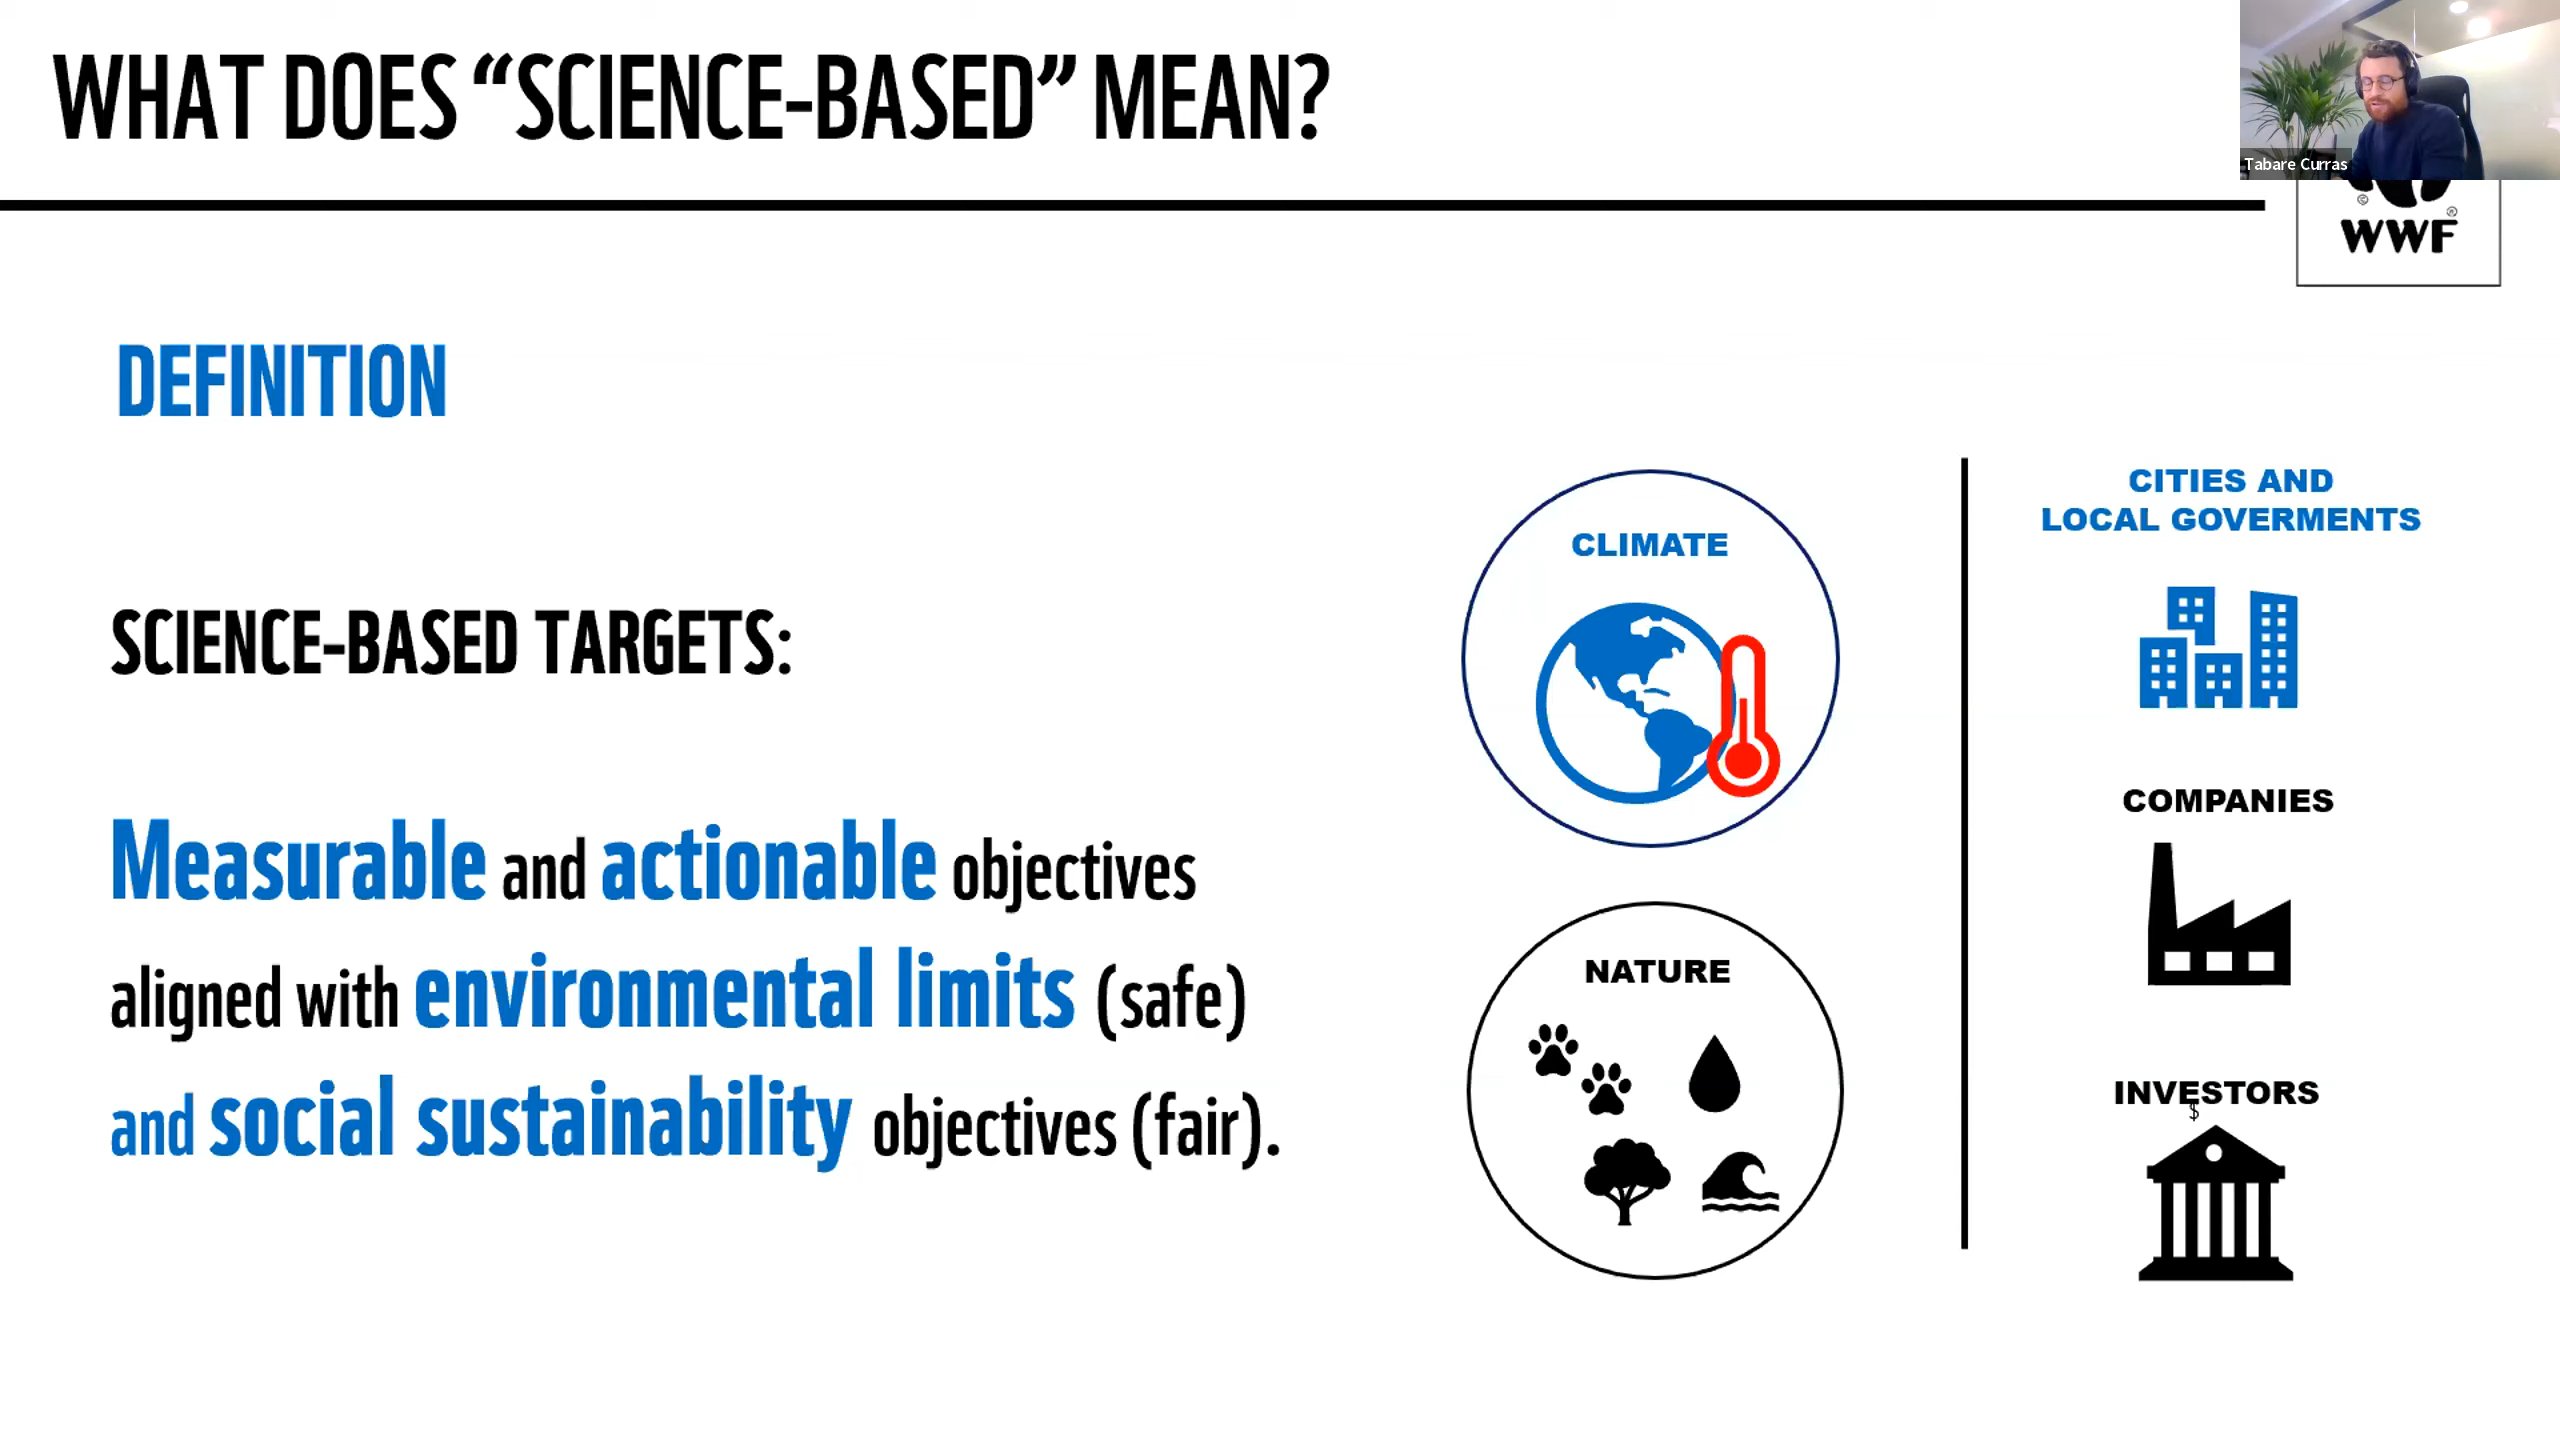 WHAT DOES “SCIENCE-BASED” MEAN?
Tabare Curras
©
®
WWF
DEFINITION
SCIENCE-BASED TARGETS:
Measurable and actionable objectives
aligned with environmental limits (safe)
and social sustainability objectives (fair).
CLIMATE
NATURE
CITIES AND
LOCAL GOVERMENTS
COMPANIES
INVESTORS
$